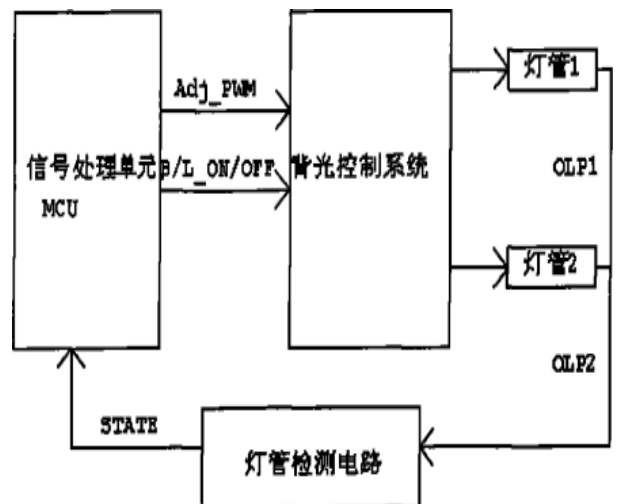 Adj_PWM
信号处理单元
MCU
B/L_ON/OFF
背光控制系统
灯管1
OLP1
灯管2
OLP2
STATE
灯管检测电路